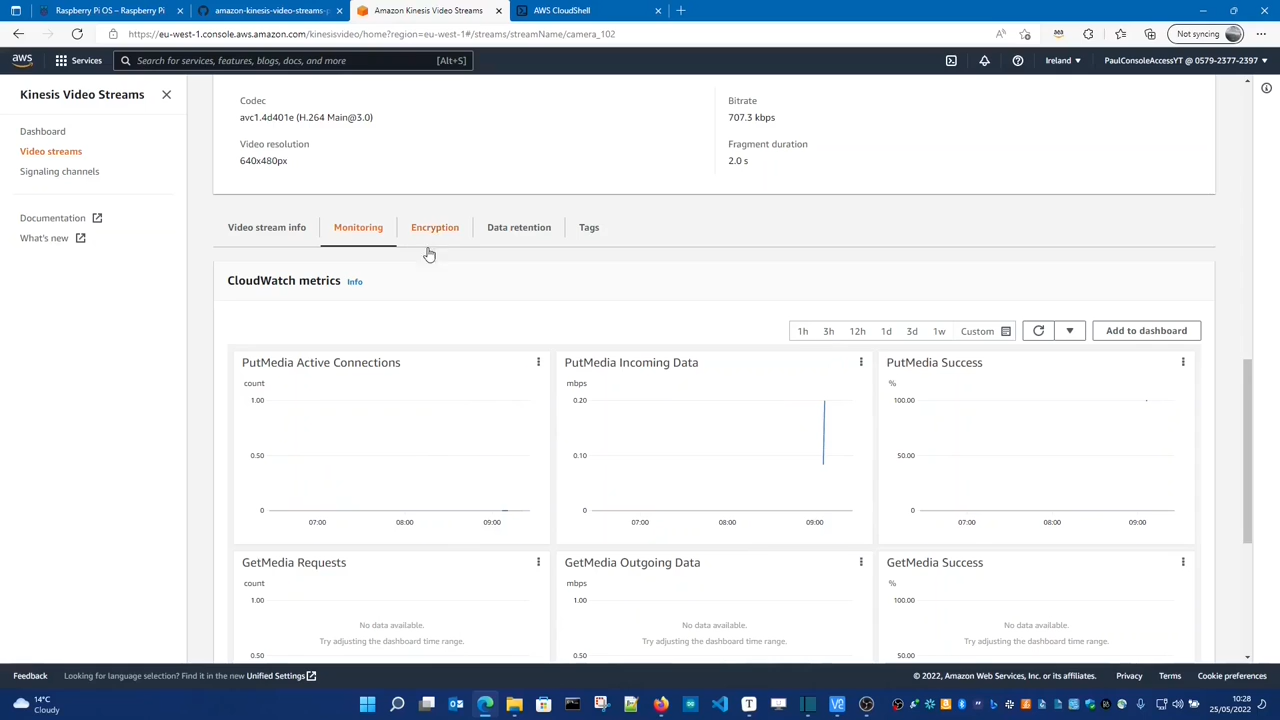 Raspberry Pi OS – Raspberry Pi
amazon-kinesis-video-streams-p
Amazon Kinesis Video Streams
AWS CloudShell
https://eu-west-1.console.aws.amazon.com/kinesisvideo/home?region=eu-west-1#/streams/streamName/camera_102
Not syncing
aws
Services
Search for services, features, blogs, docs, and more
[Alt+S]
Ireland
PaulConsoleAccessYT @ 0579-2377-2397
Kinesis Video Streams
Dashboard
Video streams
Signaling channels
Documentation
What's new
Codec
avc1.4d401e (H.264 Main@3.0)
Bitrate
707.3 kbps
Video resolution
640x480px
Fragment duration
2.0 s
Video stream info
Monitoring
Encryption
Data retention
Tags
CloudWatch metrics
Info
1h
3h
12h
1d
3d
1w
Custom
Add to dashboard
PutMedia Active Connections
count
1.00
0.50
0
07:00
08:00
09:00
PutMedia Incoming Data
mbps
0.20
0.10
0
07:00
08:00
09:00
PutMedia Success
%
100.00
50.00
0
07:00
08:00
09:00
GetMedia Requests
count
1.00
No data available.
Try adjusting the dashboard time range.
0.50
GetMedia Outgoing Data
mbps
1.00
No data available.
Try adjusting the dashboard time range.
0.50
GetMedia Success
%
100.00
No data available.
Try adjusting the dashboard time range.
50.00
Feedback
Looking for language selection? Find it in the new Unified Settings
© 2022, Amazon Web Services, Inc. or its affiliates.
Privacy
Terms
Cookie preferences
14°C
Cloudy
10:28
25/05/2022